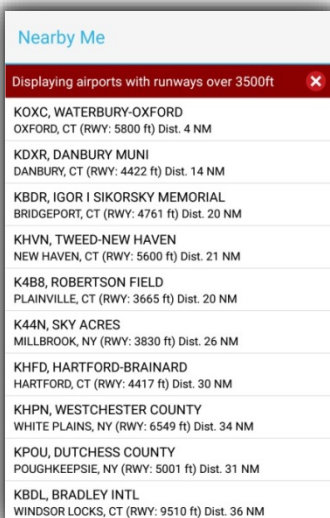 Nearby Me
Displaying airports with runways over 3500ft
KOXC, WATERBURY-OXFORD
OXFORD, CT (RWY: 5800 ft) Dist. 4 NM
KDXR, DANBURY MUNI
DANBURY, CT (RWY: 4422 ft) Dist. 14 NM
KBDR, IGOR I SIKORSKY MEMORIAL
BRIDGEPORT, CT (RWY: 4761 ft) Dist. 20 NM
KHVN, TWEED-NEW HAVEN
NEW HAVEN, CT (RWY: 5600 ft) Dist. 21 NM
K4B8, ROBERTSON FIELD
PLAINVILLE, CT (RWY: 3665 ft) Dist. 20 NM
K44N, SKY ACRES
MILLBROOK, NY (RWY: 3830 ft) Dist. 26 NM
KHFD, HARTFORD-BRAINARD
HARTFORD, CT (RWY: 4417 ft) Dist. 30 NM
KHPN, WESTCHESTER COUNTY
WHITE PLAINS, NY (RWY: 6549 ft) Dist. 34 NM
KPOU, DUTCHESS COUNTY
POUGHKEEPSIE, NY (RWY: 5001 ft) Dist. 31 NM
KBDL, BRADLEY INTL
WINDSOR LOCKS, CT (RWY: 9510 ft) Dist. 36 NM